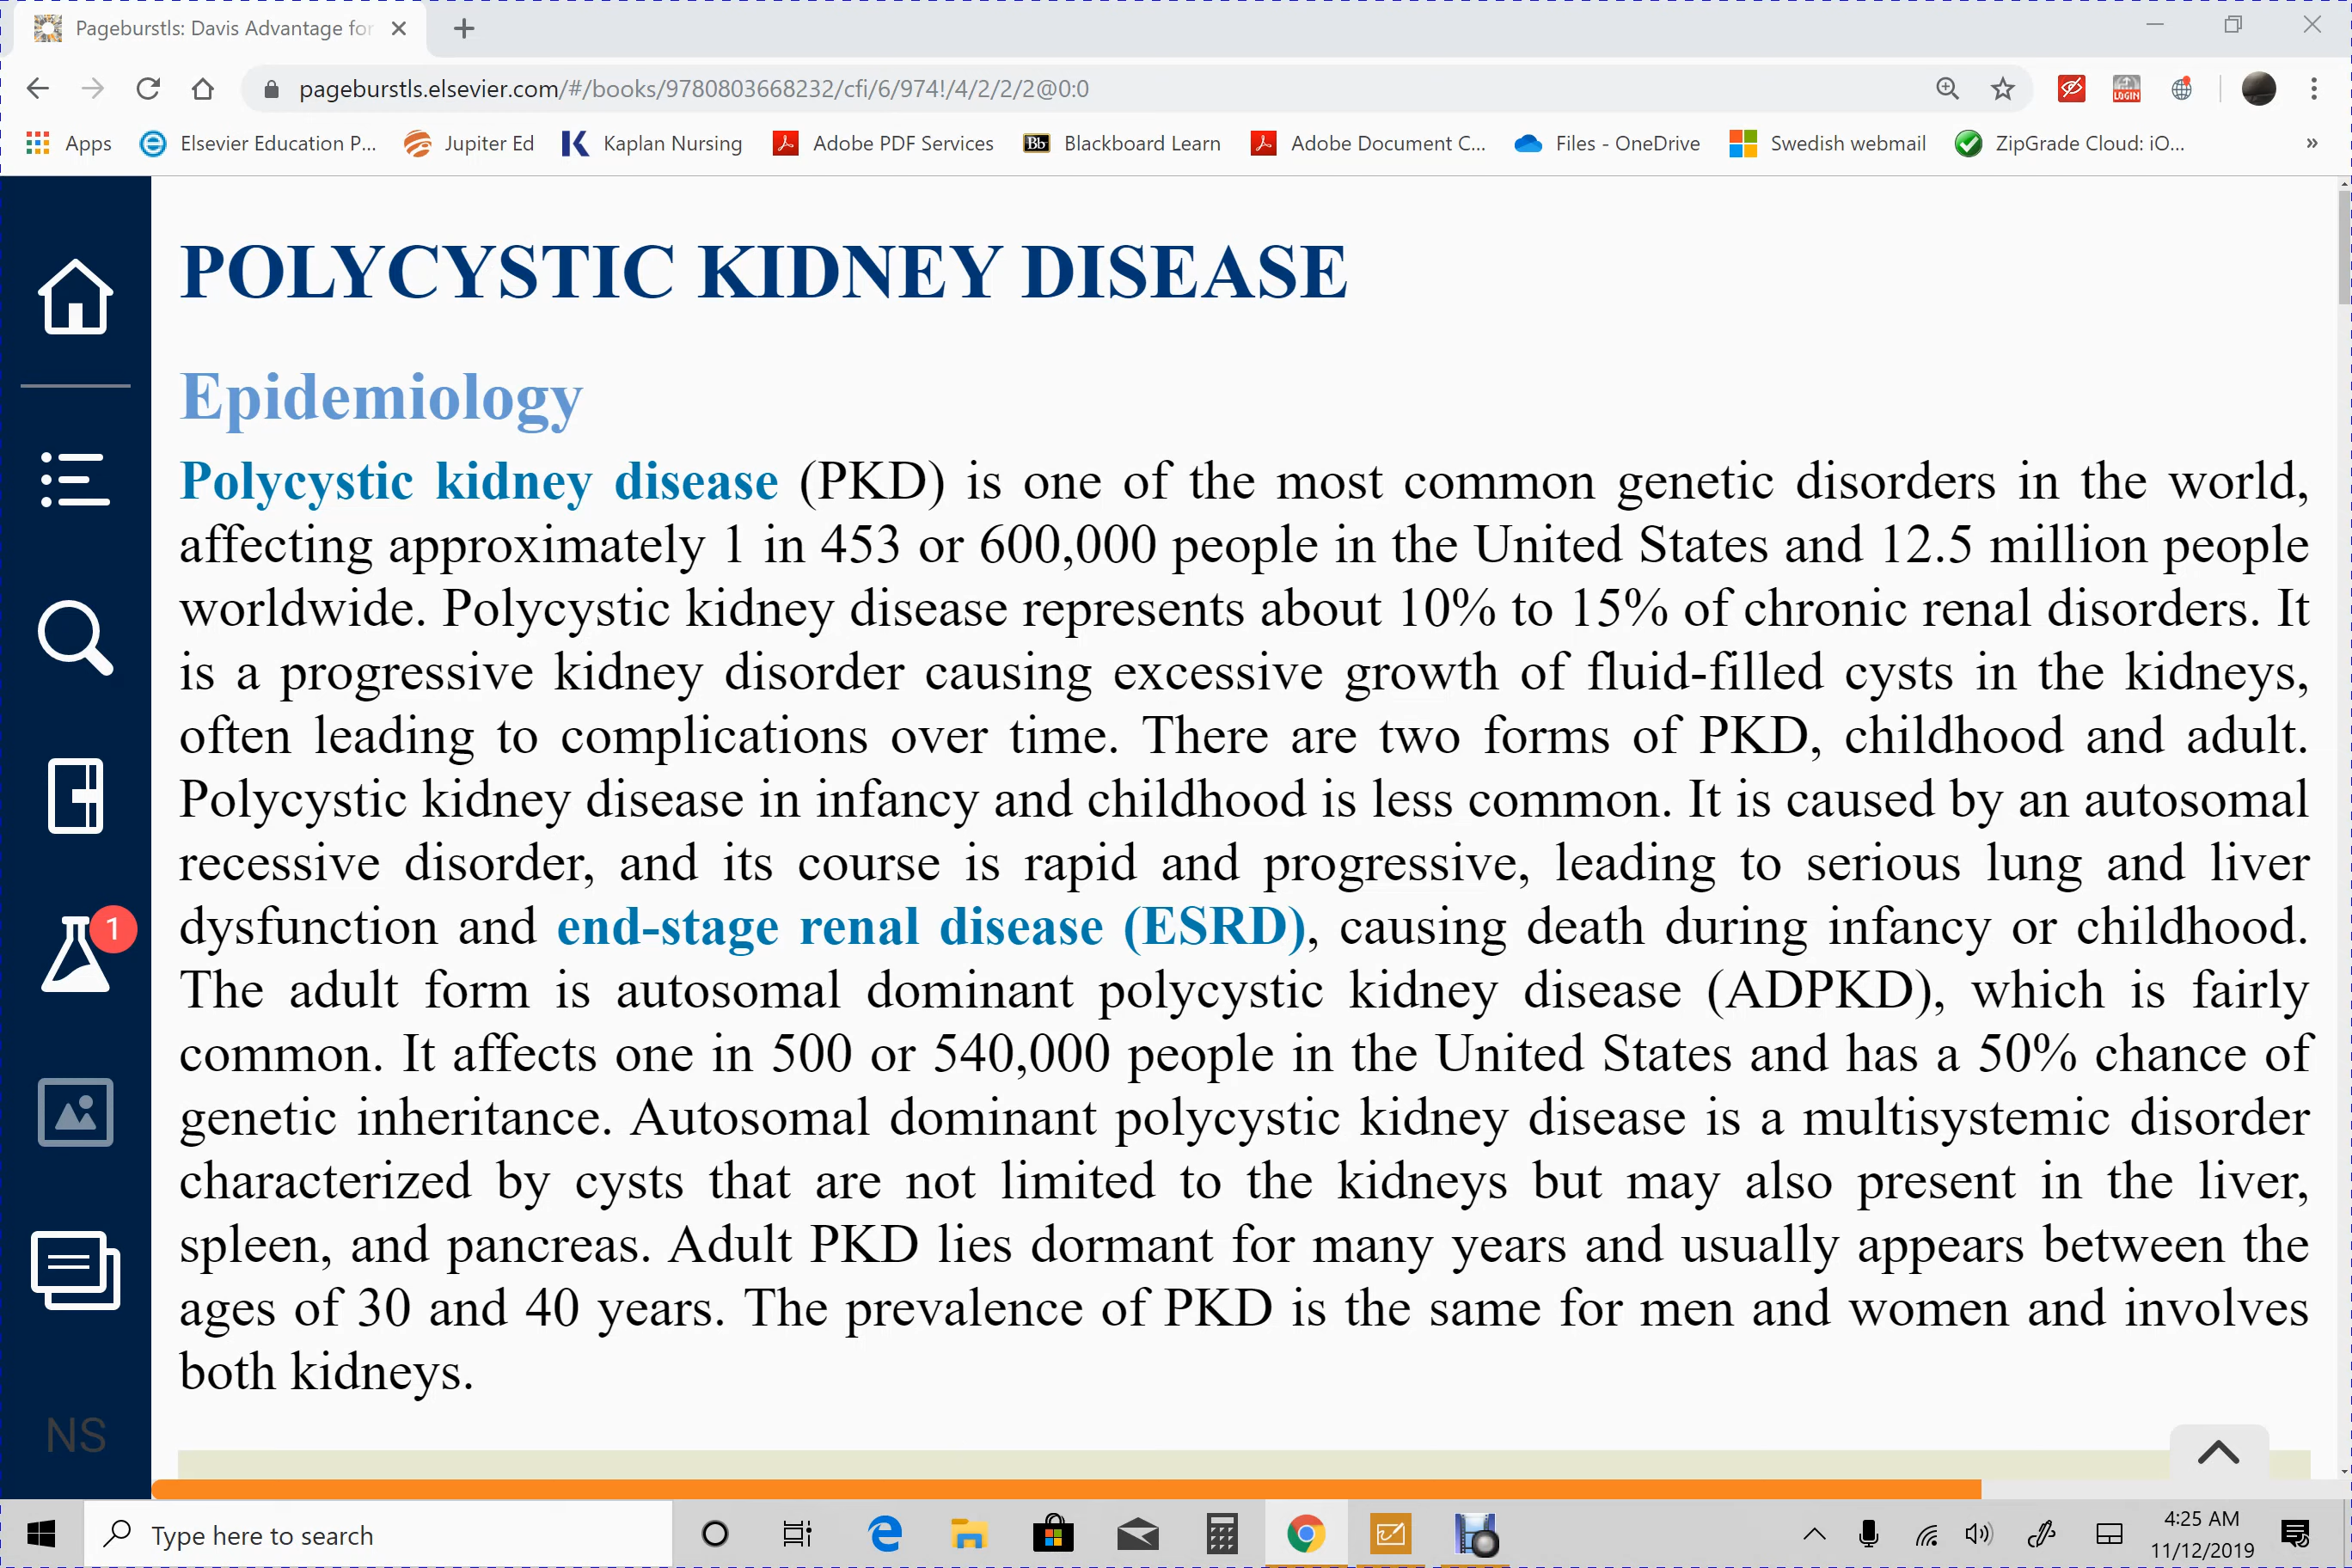 Pageburstls: Davis Advantage for
pageburstls.elsevier.com/#/books/9780803668232/cfi/6/974!/4/2/2/2@0:0
LOGIN
Apps
Elsevier Education P...
Jupiter Ed
Kaplan Nursing
Adobe PDF Services
Bb
Blackboard Learn
Adobe Document C...
Files - OneDrive
Swedish webmail
ZipGrade Cloud: iO...
»
POLYCYSTIC KIDNEY DISEASE
Epidemiology
Polycystic kidney disease (PKD) is one of the most common genetic disorders in the world,
affecting approximately 1 in 453 or 600,000 people in the United States and 12.5 million people
worldwide. Polycystic kidney disease represents about 10% to 15% of chronic renal disorders. It
is a progressive kidney disorder causing excessive growth of fluid-filled cysts in the kidneys,
often leading to complications over time. There are two forms of PKD, childhood and adult.
Polycystic kidney disease in infancy and childhood is less common. It is caused by an autosomal
recessive disorder, and its course is rapid and progressive, leading to serious lung and liver
dysfunction and end-stage renal disease (ESRD), causing death during infancy or childhood.
The adult form is autosomal dominant polycystic kidney disease (ADPKD), which is fairly
common. It affects one in 500 or 540,000 people in the United States and has a 50% chance of
genetic inheritance. Autosomal dominant polycystic kidney disease is a multisystemic disorder
characterized by cysts that are not limited to the kidneys but may also present in the liver,
spleen, and pancreas. Adult PKD lies dormant for many years and usually appears between the
ages of 30 and 40 years. The prevalence of PKD is the same for men and women and involves
both kidneys.
1
NS
Type here to search
4:25 AM
11/12/2019